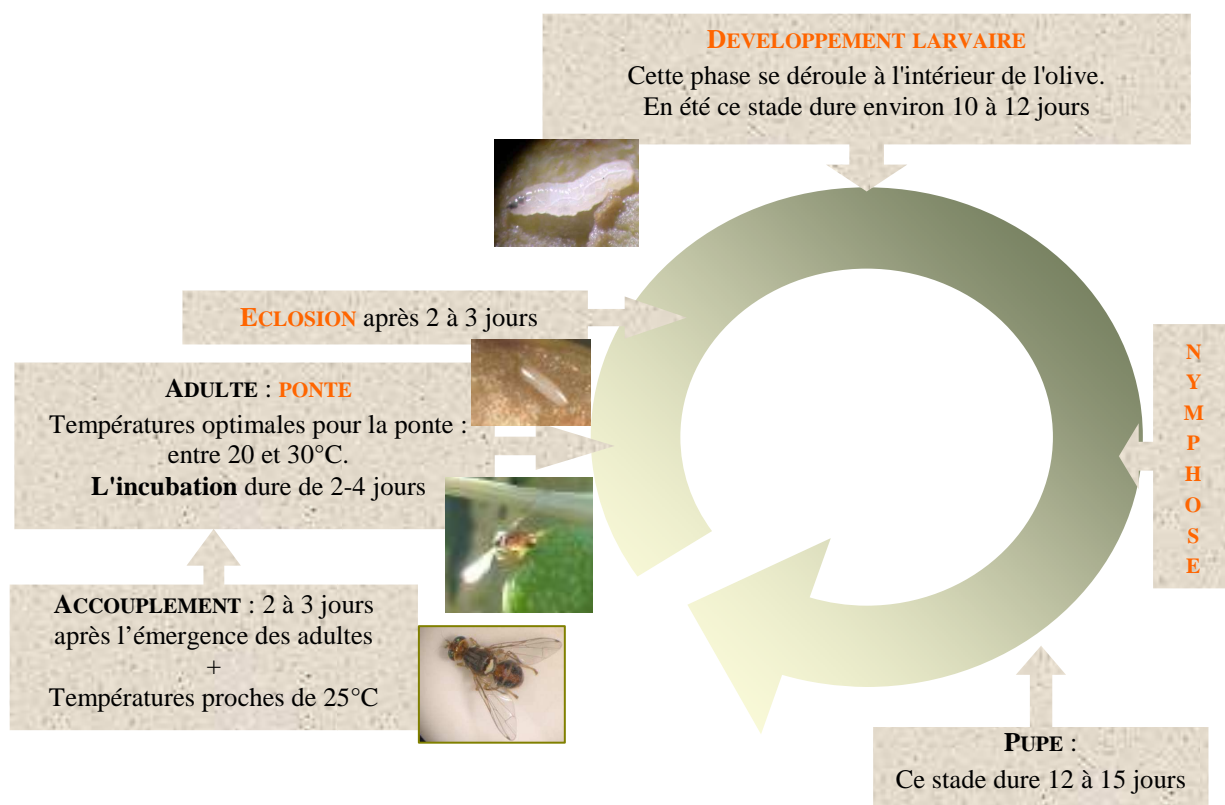 DEVELOPPEMENT LARVAIRE
Cette phase se déroule à l'intérieur de l'olive.
En été ce stade dure environ 10 à 12 jours
ECLOSION après 2 à 3 jours
ADULTE : PONTE
Températures optimales pour la ponte :
entre 20 et 30°C.
L'incubation dure de 2-4 jours
ACCOUPLEMENT : 2 à 3 jours
après l’émergence des adultes
+
Températures proches de 25°C
N
Y
M
P
H
O
S
E
PUPE :
Ce stade dure 12 à 15 jours